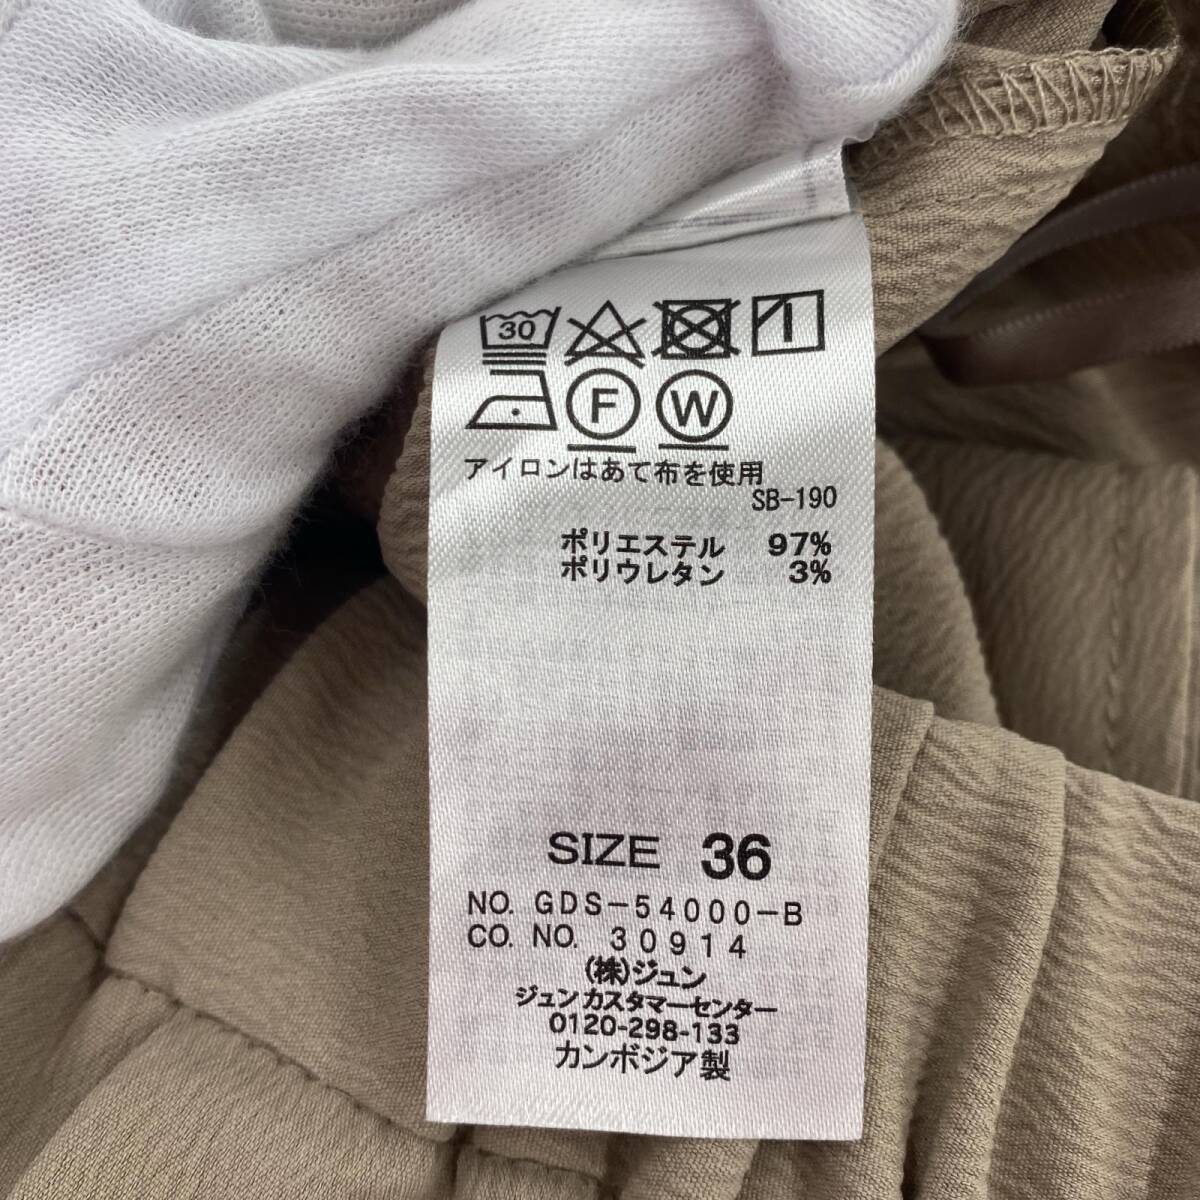 30
F W
アイロンはあて布を使用
SB-190
ポリエステル 97%
ポリウレタン 3%
SIZE 36
NO. GDS-54000-B
CO. NO. 30914
(株)ジュン
ジュンカスタマーセンター
0120-298-133
カンボジア製